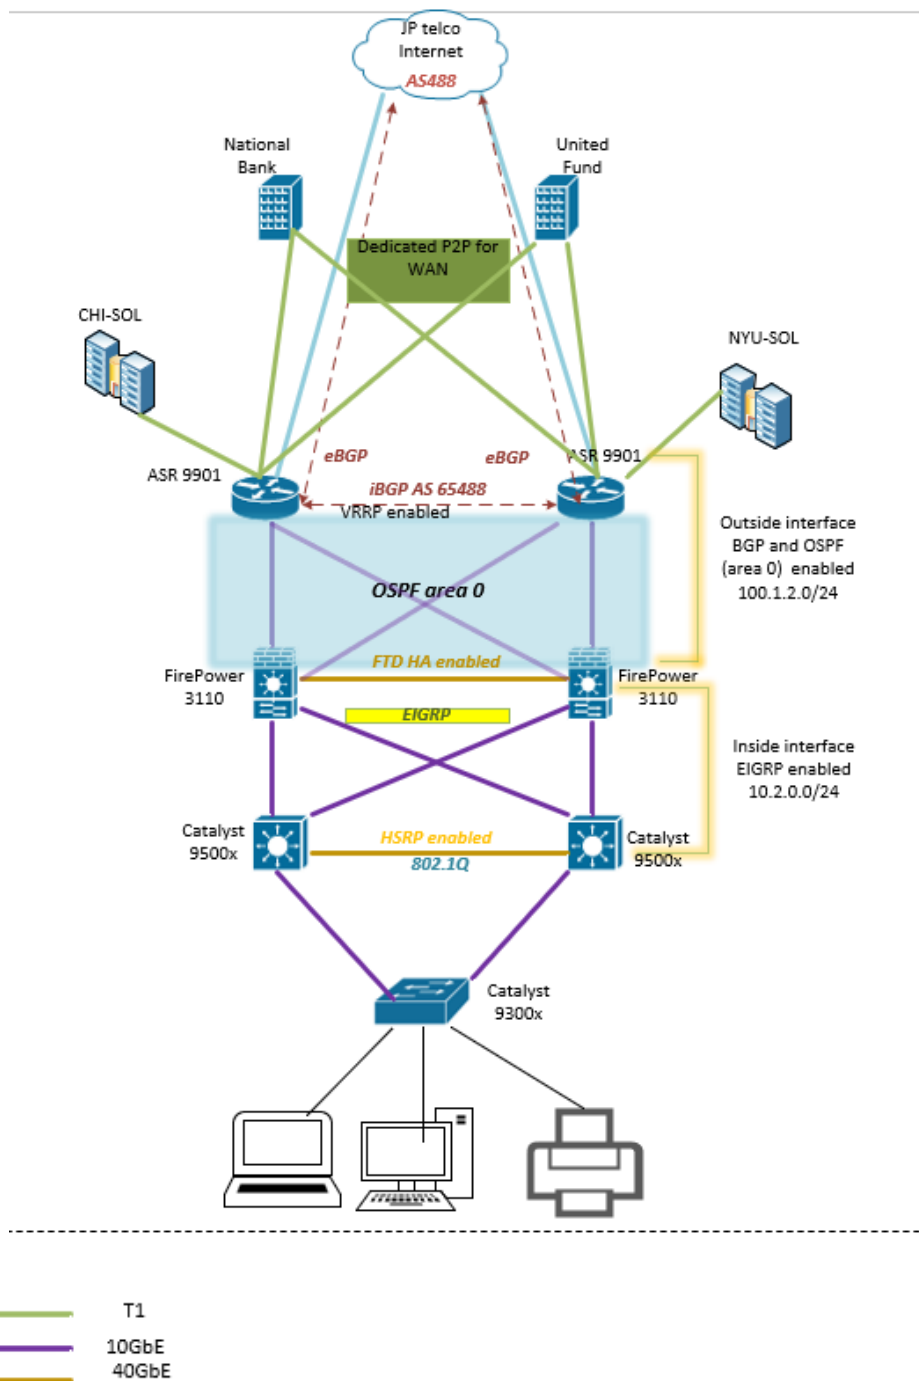 JP telco
Internet
AS488
National
Bank
United
Fund
Dedicated P2P for
WAN
CHI-SOL
NYU-SOL
eBGP
eBGP
ASR 9901
ASR 9901
iBGP AS 65488
VRRP enabled
Outside interface
BGP and OSPF
(area 0) enabled
100.1.2.0/24
OSPF area 0
FTD HA enabled
FirePower
3110
FirePower
3110
EIGRP
Inside interface
EIGRP enabled
10.2.0.0/24
Catalyst
9500x
HSRP enabled
802.1Q
Catalyst
9500x
Catalyst
9300x
T1
10GbE
40GbE